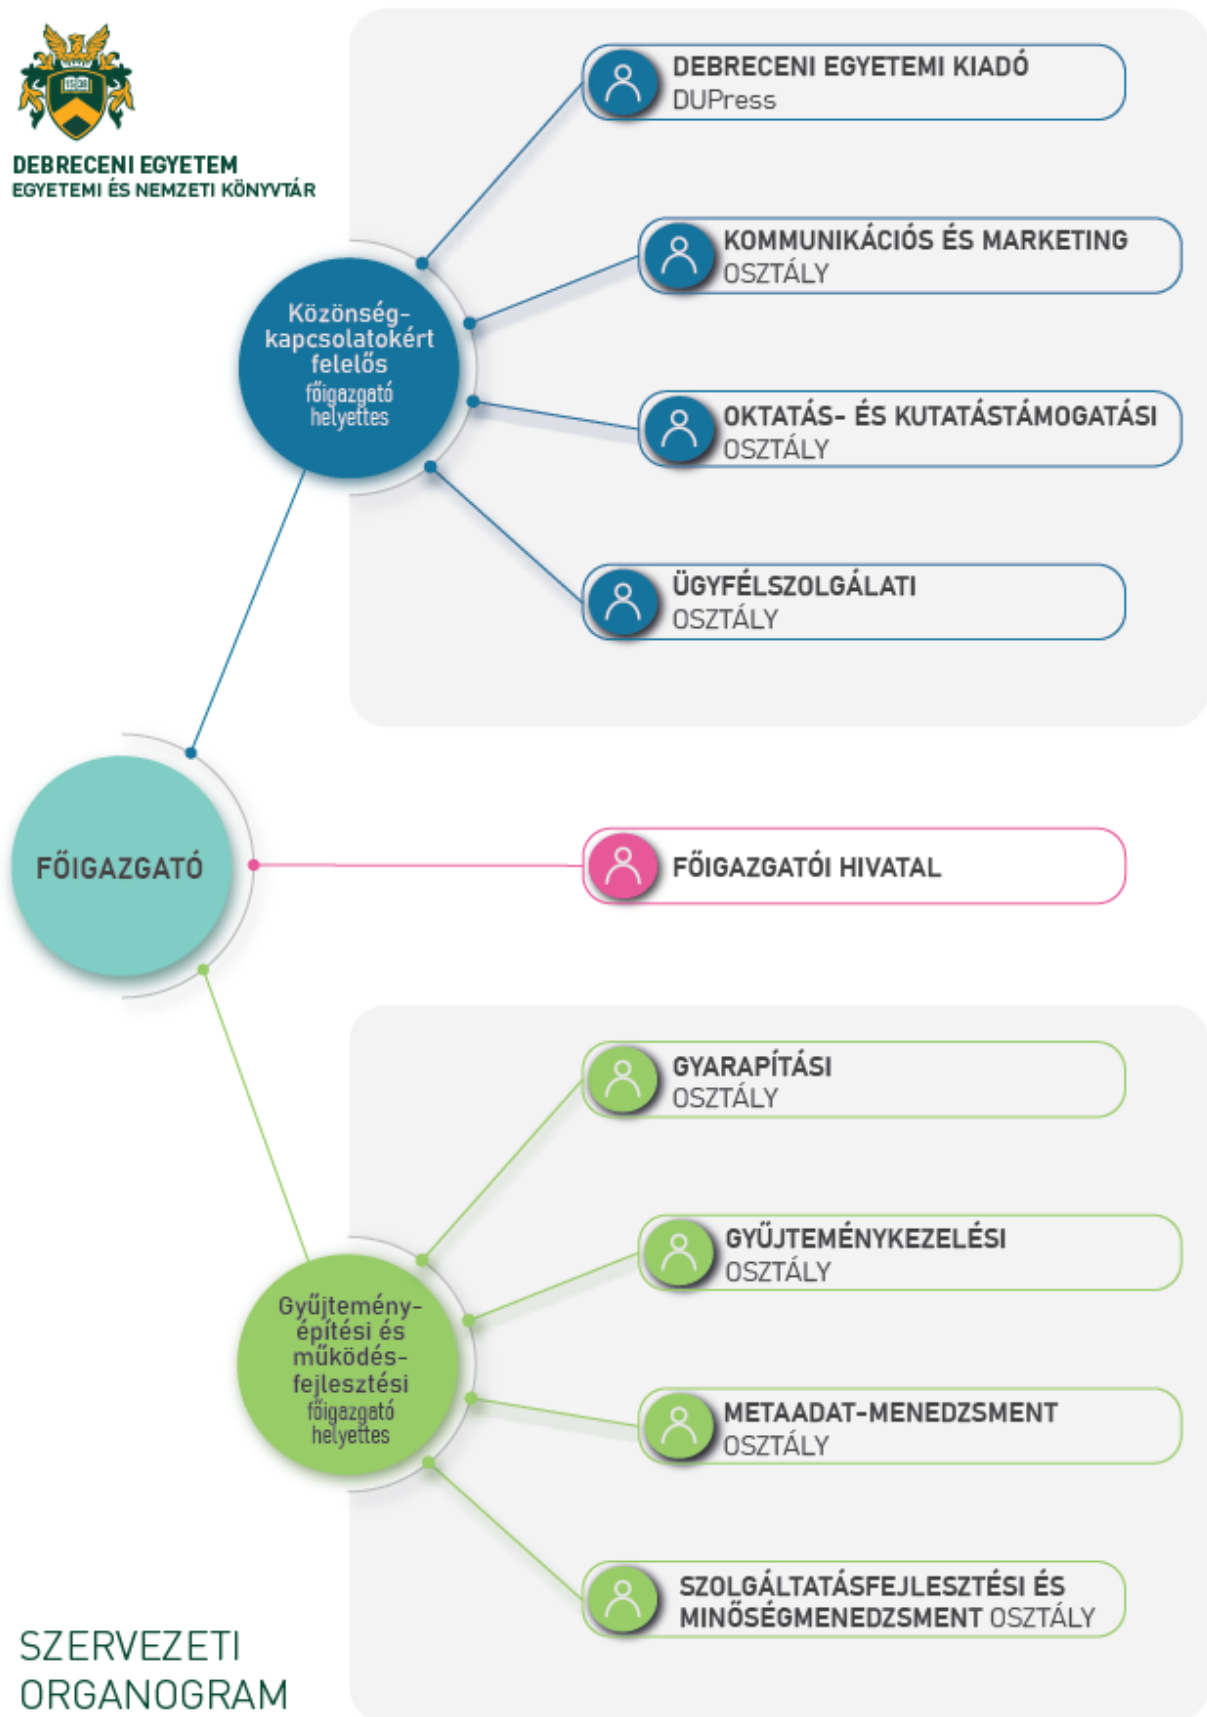 DEBRECENI EGYETEM
EGYETEMI ÉS NEMZETI KÖNYVTÁR
DEBRECENI EGYETEMI KIADÓ
DUPress
KOMMUNIKÁCIÓS ÉS MARKETING
OSZTÁLY
Közönség-
kapcsolatokért
felelős
főigazgató
helyettes
OKTATÁS- ÉS KUTATÁSTÁMOGATÁSI
OSZTÁLY
ÜGYFÉLSZOLGÁLATI
OSZTÁLY
FŐIGAZGATÓ
FŐIGAZGATÓI HIVATAL
GYARAPÍTÁSI
OSZTÁLY
GYŰJTEMÉNYKEZELÉSI
OSZTÁLY
Gyűjtemény-
építési és
működés-
fejlesztési
főigazgató
helyettes
METAADAT-MENEDZSMENT
OSZTÁLY
SZOLGÁLTATÁSFEJLESZTÉSI ÉS
MINŐSÉGMENEDZSMENT OSZTÁLY
SZERVEZETI
ORGANOGRAM